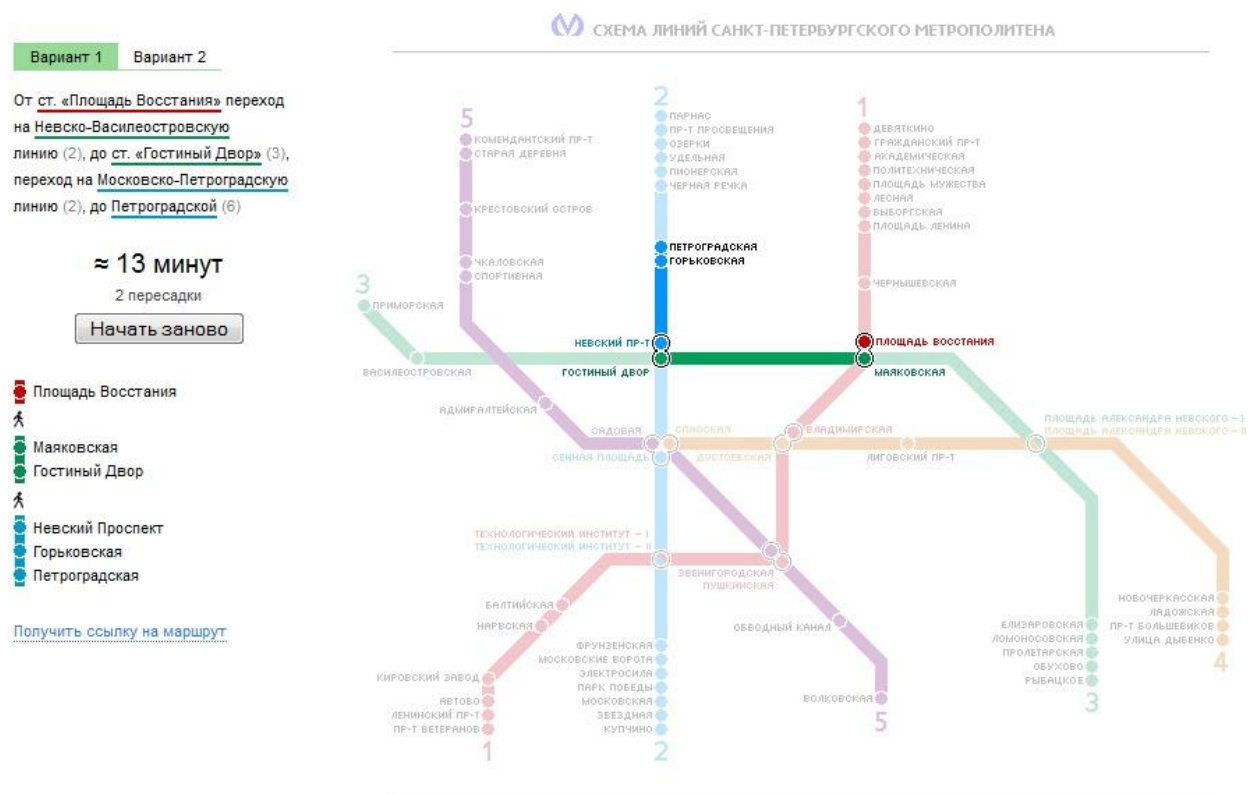 СХЕМА ЛИНИЙ САНКТ-ПЕТЕРБУРГСКОГО МЕТРОПОЛИТЕНА
Вариант 1 Вариант 2
От ст. «Площадь Восстания» переход
на Невско-Василеостровскую
линию (2), до ст. «Гостиный Двор» (3),
переход на Московско-Петроградскую
линию (2), до Петроградской (6)
≈ 13 минут
2 пересадки
Начать заново
Площадь Восстания
Маяковская
Гостиный Двор
Невский Проспект
Горьковская
Петроградская
Получить ссылку на маршрут
5
КОМЕНДАНТСКИЙ ПР-Т
СТАРАЯ ДЕРЕВНЯ
КРЕСТОВСКИЙ ОСТРОВ
ЧКАЛОВСКАЯ
СПОРТИВНАЯ
2
ПАРНАС
ПР-Т ПРОСВЕЩЕНИЯ
ОЗЕРКИ
УДЕЛЬНАЯ
ПИОНЕРСКАЯ
ЧЕРНАЯ РЕЧКА
ПЕТРОГРАДСКАЯ
ГОРЬКОВСКАЯ
1
ДЕВЯТКИНО
ГРАЖДАНСКИЙ ПР-Т
АКАДЕМИЧЕСКАЯ
ПОЛИТЕХНИЧЕСКАЯ
ПЛОЩАДЬ МУЖЕСТВА
ЛЕСНАЯ
ВЫБОРГСКАЯ
ПЛОЩАДЬ ЛЕНИНА
ЧЕРНЫШЕВСКАЯ
3
ПРИМОРСКАЯ
ВАСИЛЕОСТРОВСКАЯ
НЕВСКИЙ ПР-Т
ГОСТИНЫЙ ДВОР
ПЛОЩАДЬ ВОССТАНИЯ
МАЯКОВСКАЯ
АДМИРАЛТЕЙСКАЯ
САДОВАЯ
СПАССКАЯ
СЕННАЯ ПЛОЩАДЬ
ВЛАДИМИРСКАЯ
ДОСТОЕВСКАЯ
ЛИГОВСКИЙ ПР-Т
ПЛОЩАДЬ АЛЕКСАНДРА НЕВСКОГО – I
ПЛОЩАДЬ АЛЕКСАНДРА НЕВСКОГО – II
ТЕХНОЛОГИЧЕСКИЙ ИНСТИТУТ – I
ТЕХНОЛОГИЧЕСКИЙ ИНСТИТУТ – II
ЗВЕНИГОРОДСКАЯ
ПУШКИНСКАЯ
БАЛТИЙСКАЯ
НАРВСКАЯ
КИРОВСКИЙ ЗАВОД
АВТОВО
ЛЕНИНСКИЙ ПР-Т
ПР-Т ВЕТЕРАНОВ
1
ФРУНЗЕНСКАЯ
МОСКОВСКИЕ ВОРОТА
ЭЛЕКТРОСИЛА
ПАРК ПОБЕДЫ
МОСКОВСКАЯ
ЗВЕЗДНАЯ
КУПЧИНО
2
ОБВОДНЫЙ КАНАЛ
ВОЛКОВСКАЯ
5
ЕЛИЗАРОВСКАЯ
ЛОМОНОСОВСКАЯ
ПРОЛЕТАРСКАЯ
ОБУХОВО
РЫБАЦКОЕ
3
НОВОЧЕРКАССКАЯ
ЛАДОЖСКАЯ
ПР-Т БОЛЬШЕВИКОВ
УЛИЦА ДЫБЕНКО
4